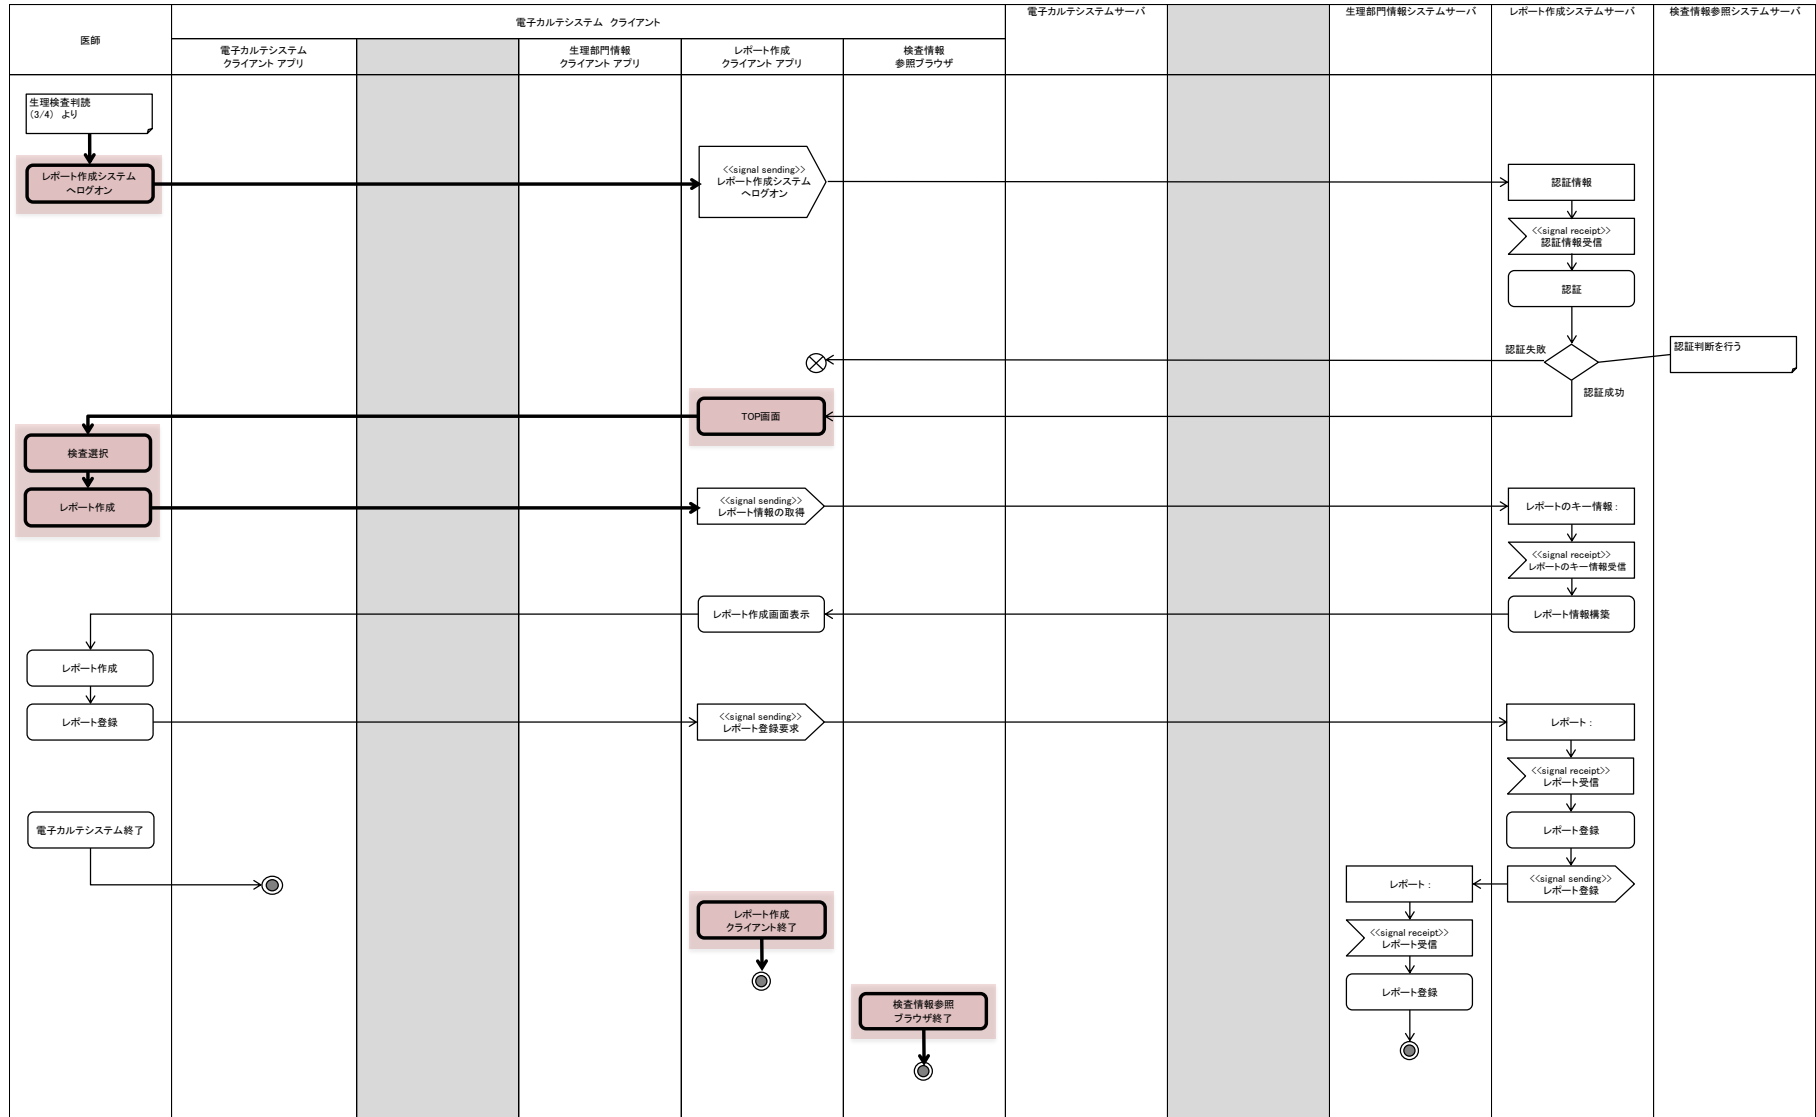 医師
電子カルテシステム クライアント
電子カルテシステムサーバ
生理部門情報システムサーバ
レポート作成システムサーバ
検査情報参照システムサーバ
電子カルテシステム
クライアント アプリ
生理部門情報
クライアント アプリ
レポート作成
クライアント アプリ
検査情報
参照ブラウザ
生理検査判読
(3/4) より
レポート作成システム
へログオン
<<signal sending>>
レポート作成システム
へログオン
認証情報
<<signal receipt>>
認証情報受信
認証
認証失敗
認証判断を行う
認証成功
TOP画面
検査選択
レポート作成
<<signal sending>>
レポート情報の取得
レポートのキー情報 :
<<signal receipt>>
レポートのキー情報受信
レポート作成画面表示
レポート情報構築
レポート作成
レポート登録
<<signal sending>>
レポート登録要求
レポート :
<<signal receipt>>
レポート受信
電子カルテシステム終了
レポート登録
<<signal sending>>
レポート登録
レポート :
レポート作成
クライアント終了
<<signal receipt>>
レポート受信
レポート登録
検査情報参照
ブラウザ終了